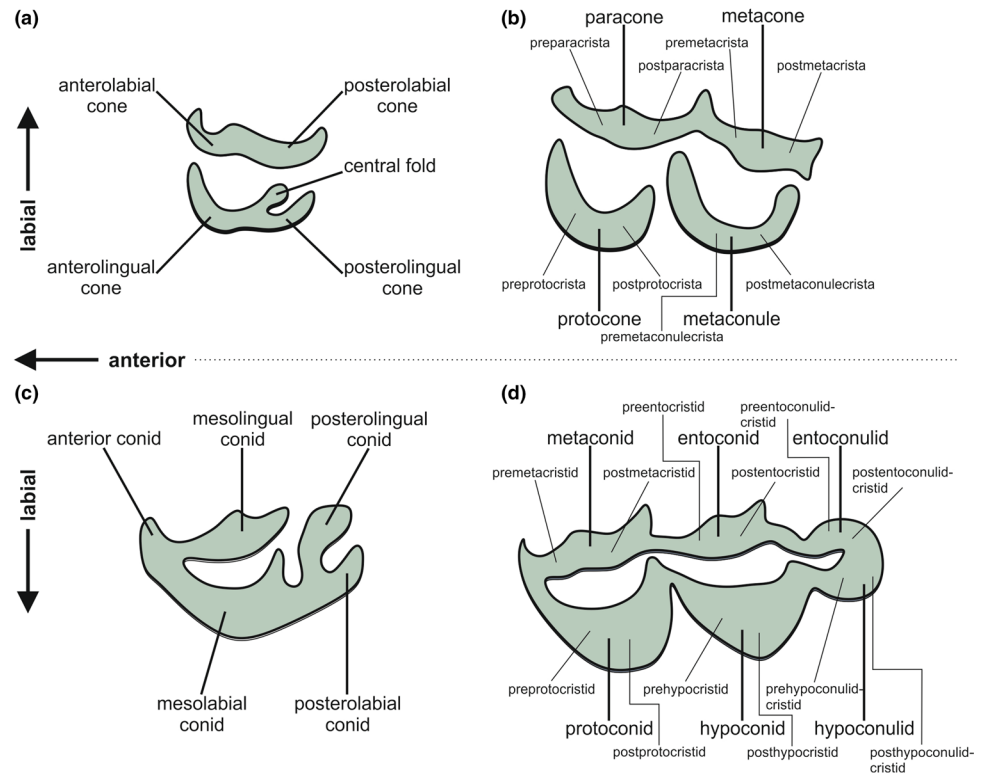 (a)
anterolabial
cone
posterolabial
cone
central fold
anterolingual
cone
posterolingual
cone
labial
(b)
paracone
metacone
preparacrista
premetacrista
postparacrista
postmetacrista
preprotocrista
postprotocrista
postmetaconulecrista
protocone
metaconule
premetaconulecrista
anterior
(c)
anterior conid
mesolingual
conid
posterolingual
conid
labial
mesolabial
conid
posterolabial
conid
(d)
preentocristid
preentoconulid-
cristid
metaconid
entoconid
entoconulid
premetacristid
postmetacristid
postentocristid
postentoconulid-
cristid
preprotocristid
prehypocristid
prehypoconulid-
cristid
protoconid
hypoconid
hypoconulid
postprotocristid
posthypocristid
posthypoconulid-
cristid